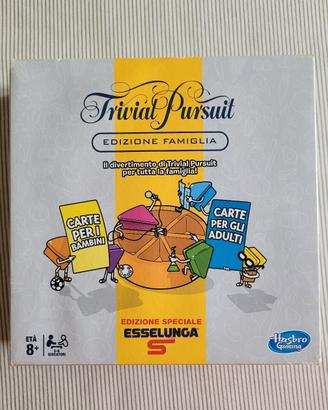 Trivial Pursuit
EDIZIONE FAMIGLIA
Il divertimento di Trivial Pursuit
per tutta la famiglia!
CARTE
PER I
BAMBINI
CARTE
PER GLI
ADULTI
EDIZIONE SPECIALE
ESSELUNGA
S
ETÀ
8+
GIOCATORI
Hasbro
Gaming